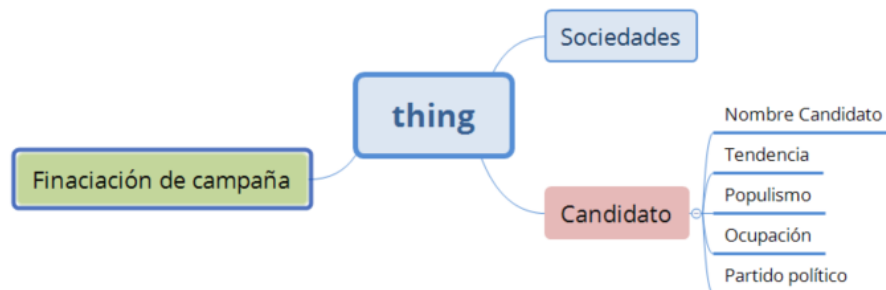 Sociedades
thing
Finaciación de campaña
Candidato
Nombre Candidato
Tendencia
Populismo
Ocupación
Partido político